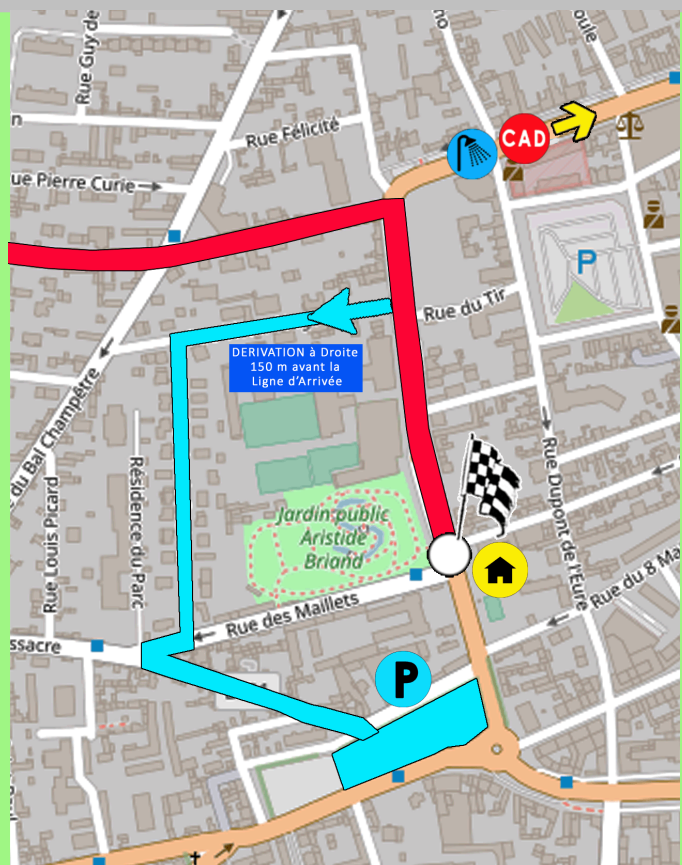 Rue Guy de
no
oule
n
Rue Félicité
CAD
ue Pierre Curie
P
Rue du Tir
DERIVATION à Droite
150 m avant la
Ligne d'Arrivée
du Bal Champêtre
Rue Louis Picard
Résidence du Parc
Jardin public
Aristide
Briand
Rue Dupont de l'Eure
Rue du 8 Ma
Rue des Maillets
ssacre
P